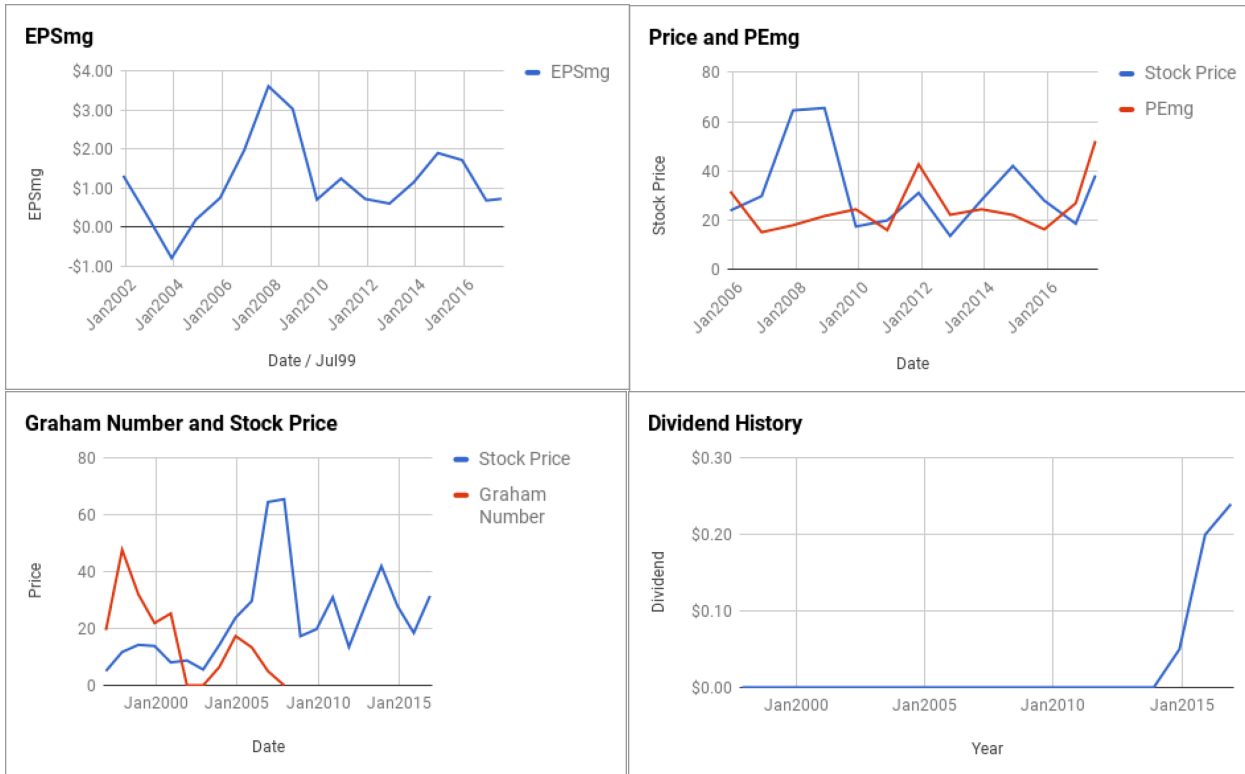 EPSmg
EPSmg
$4.00
$3.00
$2.00
$1.00
$0.00
-$1.00
EPSmg
Jan2002
Jan2004
Jan2006
Jan2008
Jan2010
Jan2012
Jan2014
Jan2016
Date / Jul99
Price and PEmg
Stock Price
PEmg
80
60
40
20
0
Stock Price
Jan2006
Jan2008
Jan2010
Jan2012
Jan2014
Jan2016
Date
Graham Number and Stock Price
Stock Price
Graham
Number
80
60
40
20
0
Price
Jan2000
Jan2005
Jan2010
Jan2015
Date
Dividend History
$0.30
$0.20
$0.10
$0.00
Dividend
Jan2000
Jan2005
Jan2010
Jan2015
Year